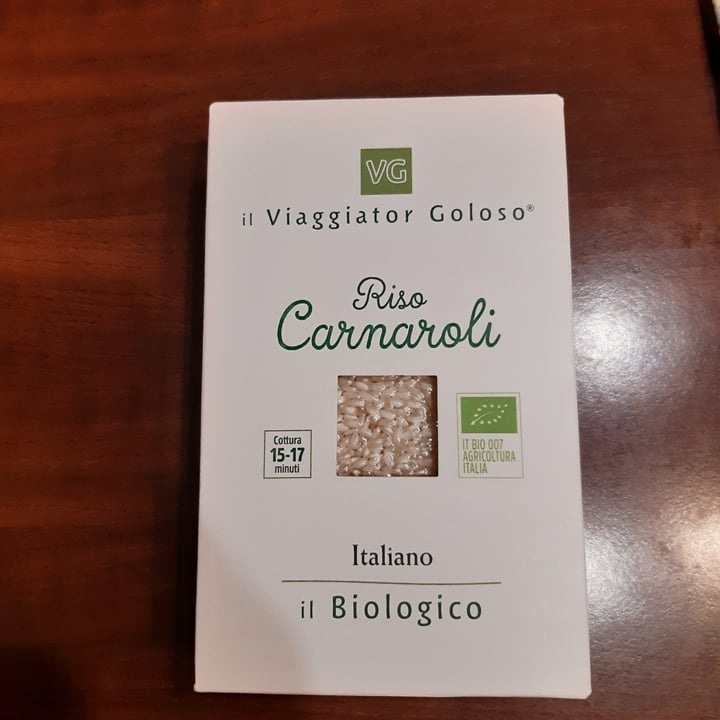 VG
il Viaggiator Goloso®
Riso
Carnaroli
Cottura
15-17
minuti
IT BIO 007
AGRICOLTURA
ITALIA
Italiano
il Biologico